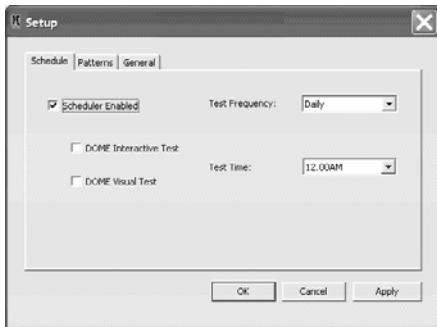 Setup
Schedule Patterns General
Scheduler Enabled Test Frequency: Daily
DOME Interactive Test
Test Time: 12.00AM
DOME Visual Test
OK Cancel Apply